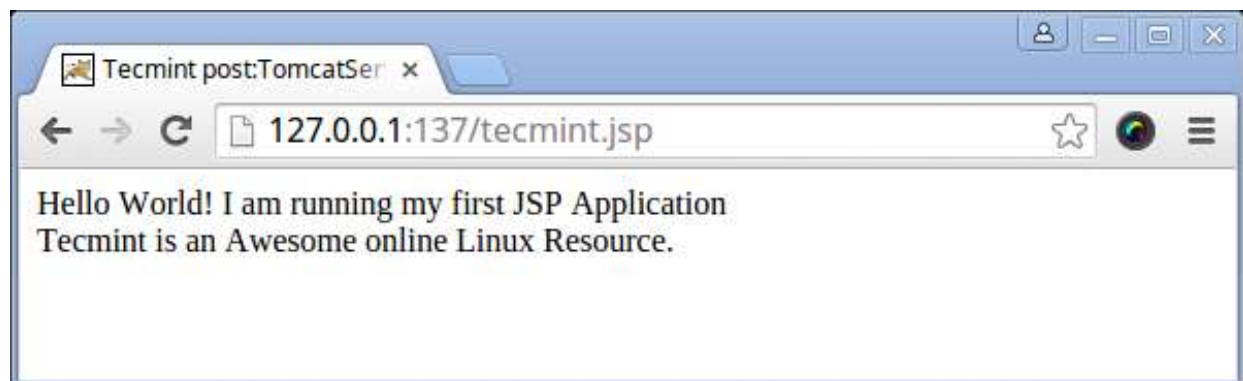 Tecmint post:TomcatSer
127.0.0.1:137/tecmint.jsp
Hello World! I am running my first JSP Application
Tecmint is an Awesome online Linux Resource.